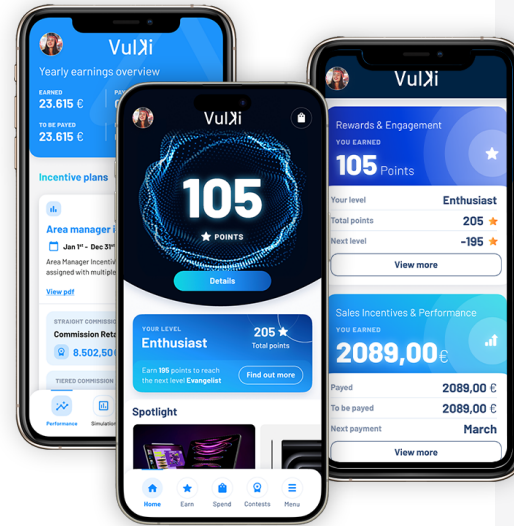 VulKi
Yearly earnings overview
EARNED
23.615 €
TO BE PAYED
23.615 €
Incentive plans
Area manager i
Jan 1st - Dec 31st
Area Manager Incentiv
assigned with multiple
View pdf
STRAIGHT COMMISSIO
Commission Reta
8.502,50
TIERED COMMISSION
Performance
Simulation
VulKi
105
POINTS
Details
YOUR LEVEL
Enthusiast
205
Total points
Earn 195 points to reach
the next level Evangelist
Find out more
Spotlight
Home
Earn
Spend
Contests
Menu
VulKi
Rewards & Engagement
YOU EARNED
105 Points
Your level Enthusiast
Total points 205
Next level -195
View more
Sales Incentives & Performance
YOU EARNED
2089,00€
Payed 2089,00 €
To be payed 2089,00 €
Next payment March
View more